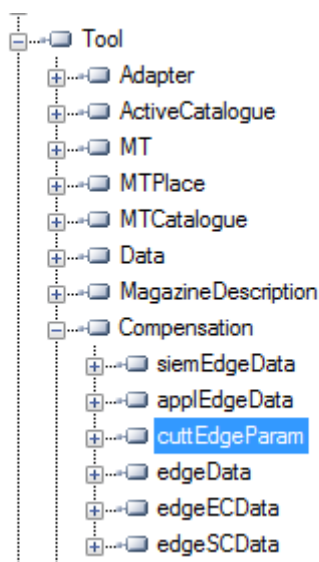 Tool
Adapter
ActiveCatalogue
MT
MTPlace
MTCatalogue
Data
MagazineDescription
Compensation
siemEdgeData
applEdgeData
cuttEdgeParam
edgeData
edgeECData
edgeSCData